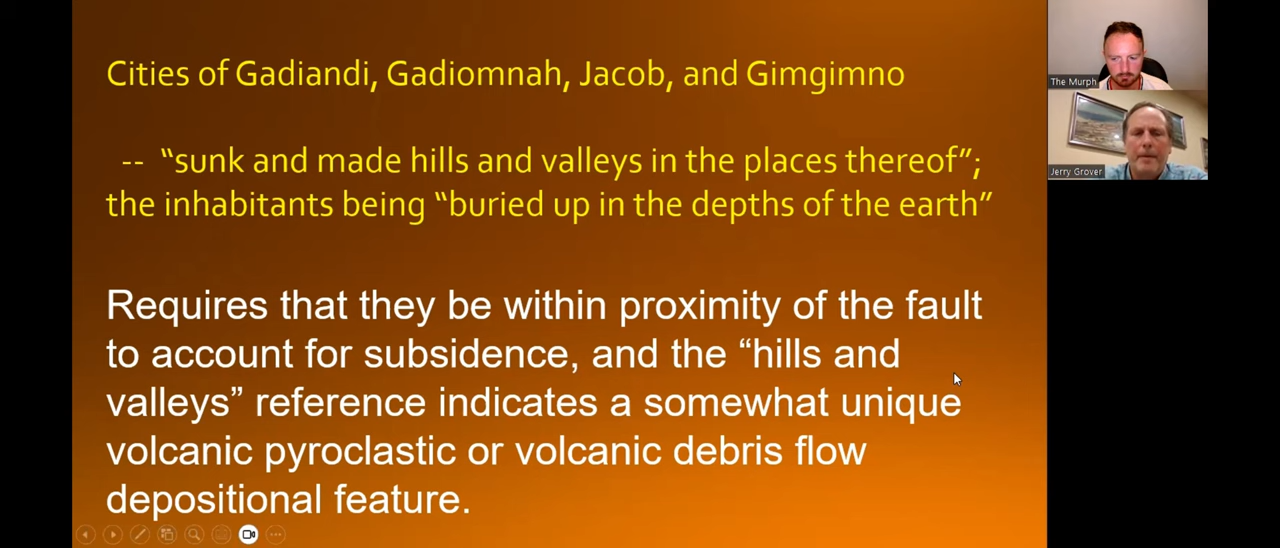 Cities of Gadiandi, Gadiomnah, Jacob, and Gimgimno
-- “sunk and made hills and valleys in the places thereof”;
the inhabitants being “buried up in the depths of the earth”
Requires that they be within proximity of the fault
to account for subsidence, and the “hills and
valleys” reference indicates a somewhat unique
volcanic pyroclastic or volcanic debris flow
depositional feature.
The Murph
Jerry Grover